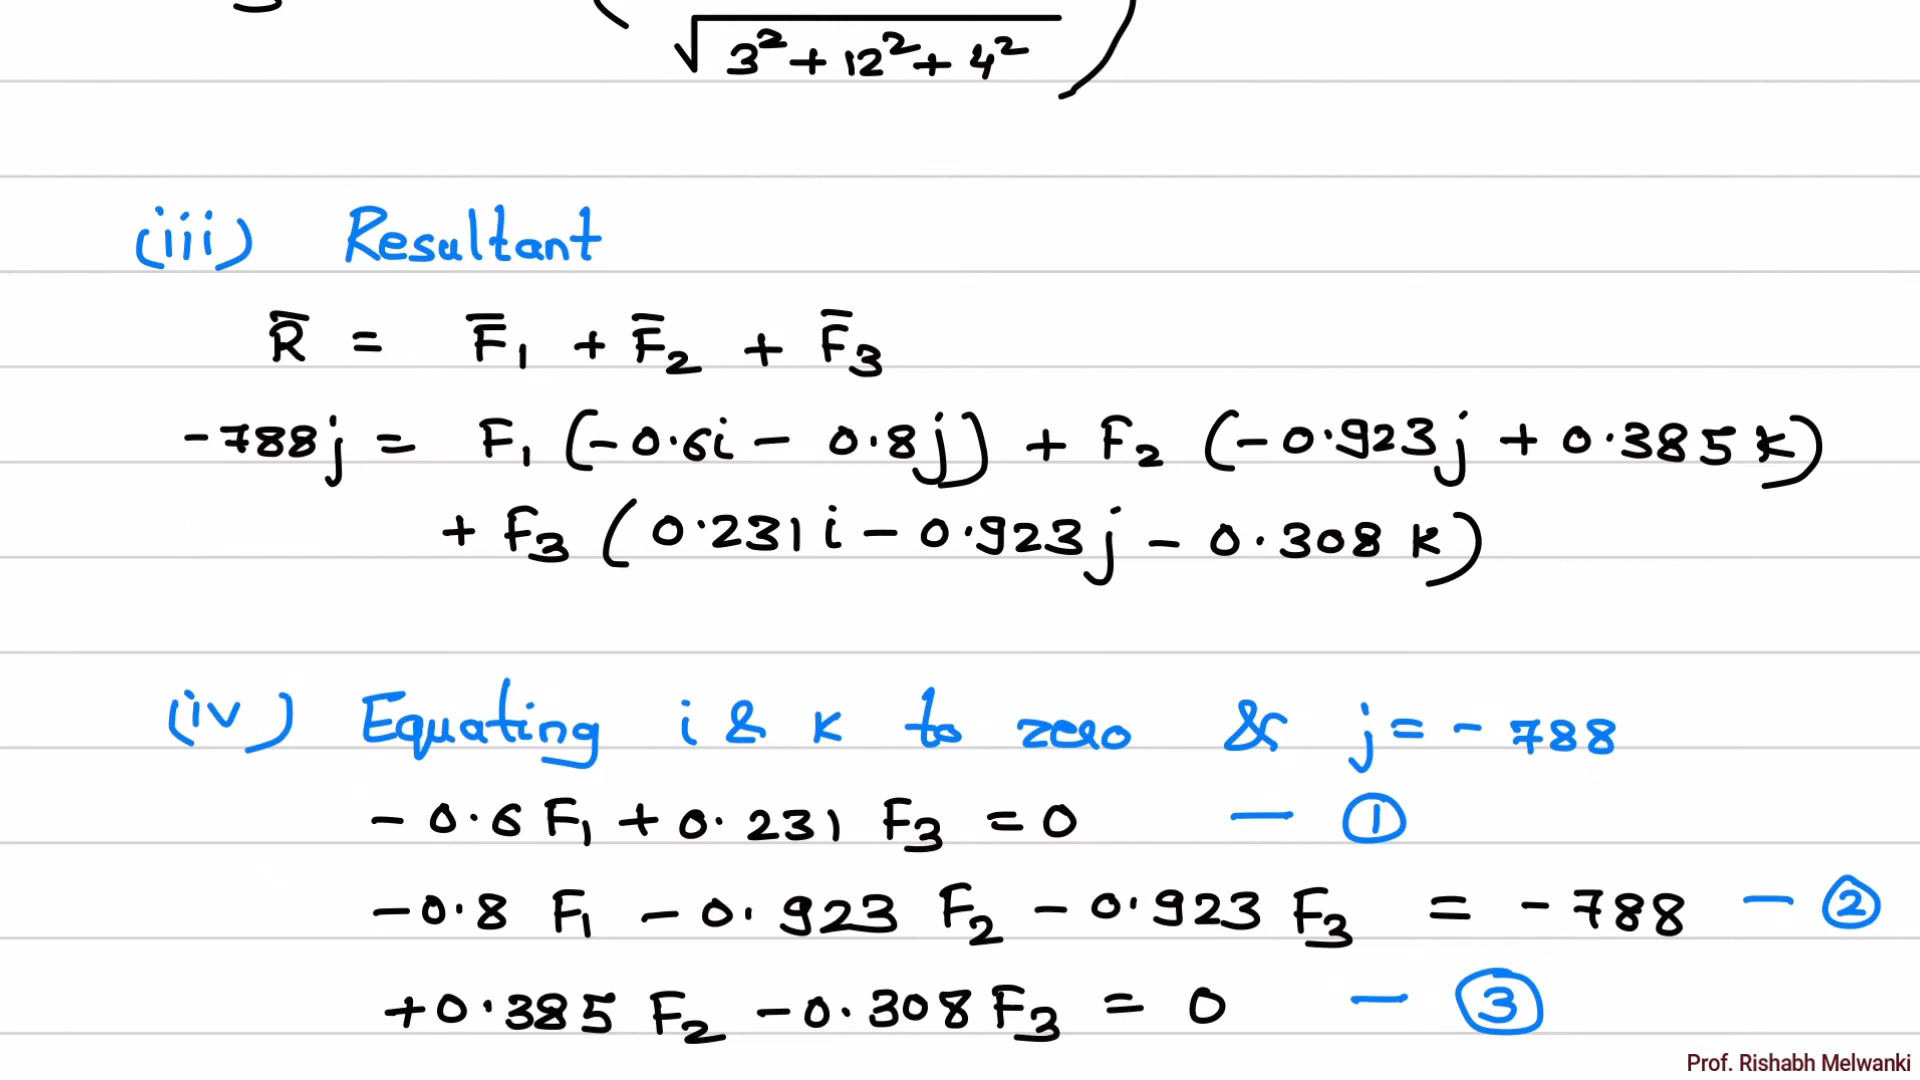 √3² + 12² + 4² )
(iii) Resultant
R̅ = F̅₁ + F̅₂ + F̅₃
-788j = F₁ (-0.6i - 0.8j) + F₂ (-0.923j + 0.385k)
+ F₃ (0.231i - 0.923j - 0.308k)
(iv) Equating i & k to zero & j = -788
-0.6 F₁ + 0.231 F₃ = 0 — ①
-0.8 F₁ - 0.923 F₂ - 0.923 F₃ = -788 — ②
+0.385 F₂ - 0.308 F₃ = 0 — ③
Prof. Rishabh Melwanki